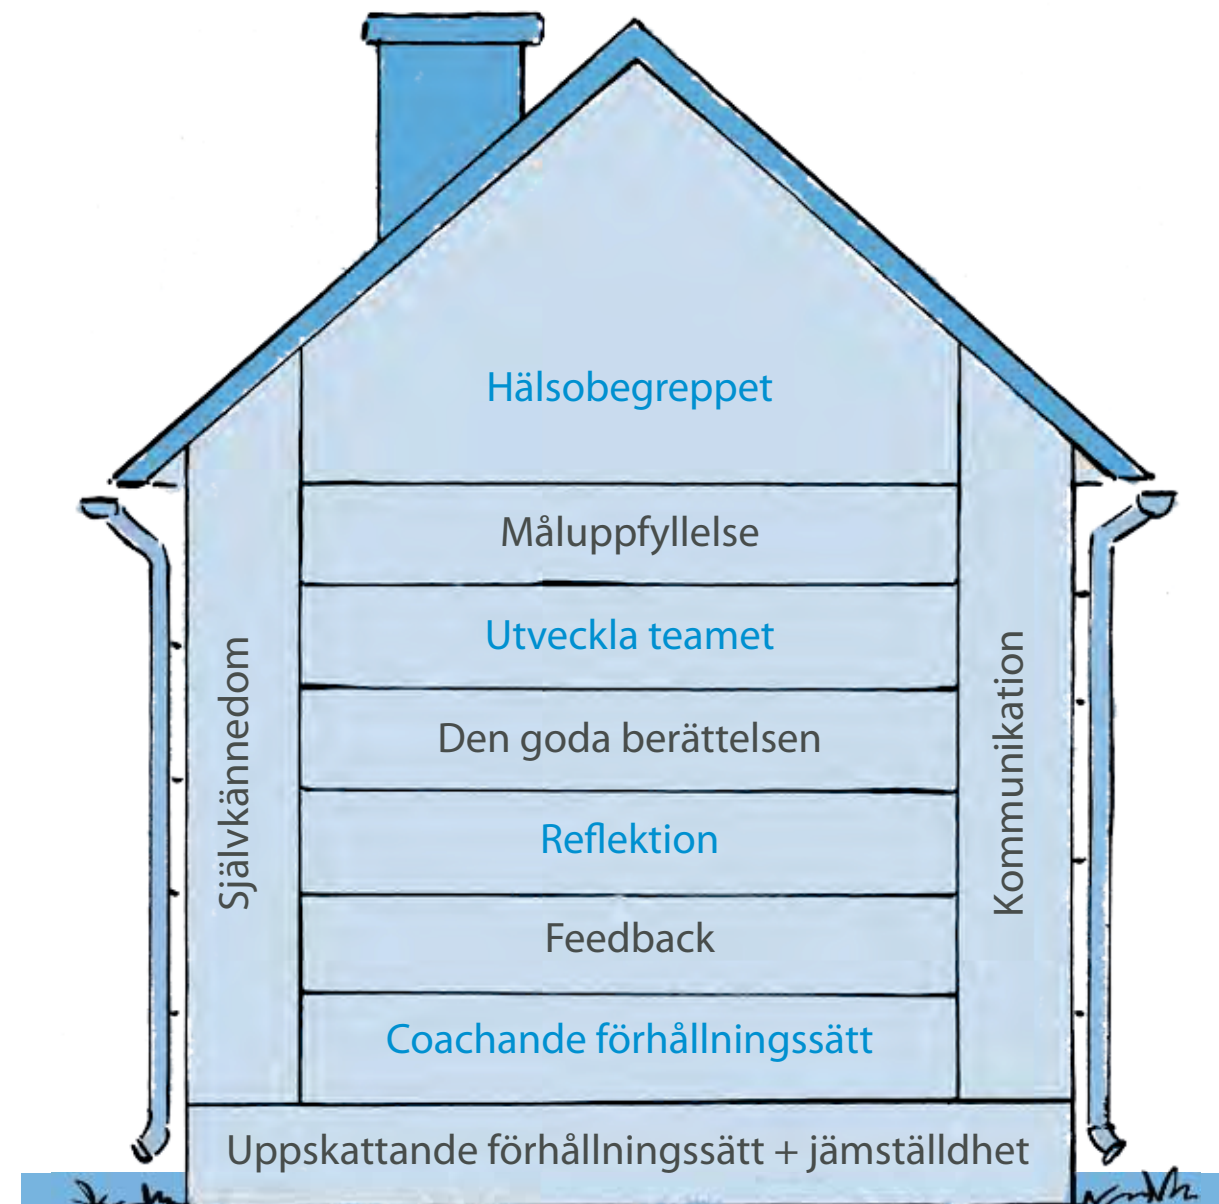 Hälsobegreppet
Måluppfyllelse
Utveckla teamet
Den goda berättelsen
Reflektion
Feedback
Coachande förhållningssätt
Självkännedom
Kommunikation
Uppskattande förhållningssätt + jämställdhet